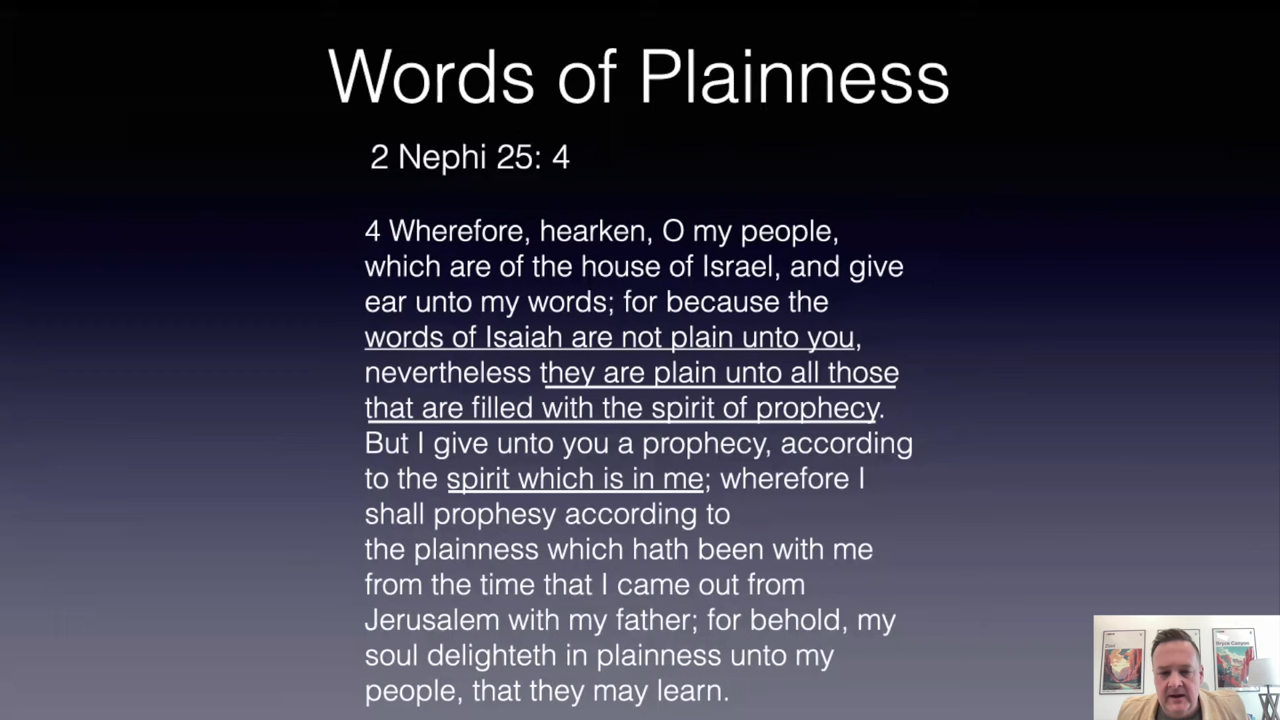 Words of Plainness
2 Nephi 25: 4
4 Wherefore, hearken, O my people,
which are of the house of Israel, and give
ear unto my words; for because the
words of Isaiah are not plain unto you,
nevertheless they are plain unto all those
that are filled with the spirit of prophecy.
But I give unto you a prophecy, according
to the spirit which is in me; wherefore I
shall prophesy according to
the plainness which hath been with me
from the time that I came out from
Jerusalem with my father; for behold, my
soul delighteth in plainness unto my
people, that they may learn.
Zion
Bryce Canyon